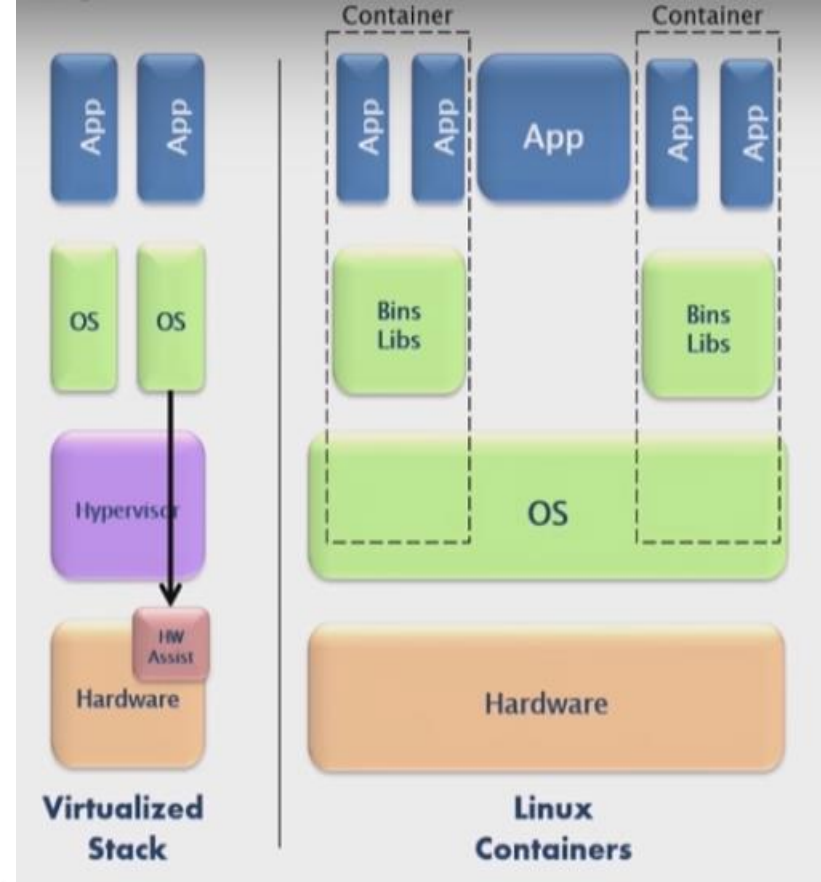 Container
Container
App
App
App
App
App
App
App
OS
OS
Bins
Libs
Bins
Libs
Hypervisor
OS
HW
Assist
Hardware
Hardware
Virtualized
Stack
Linux
Containers